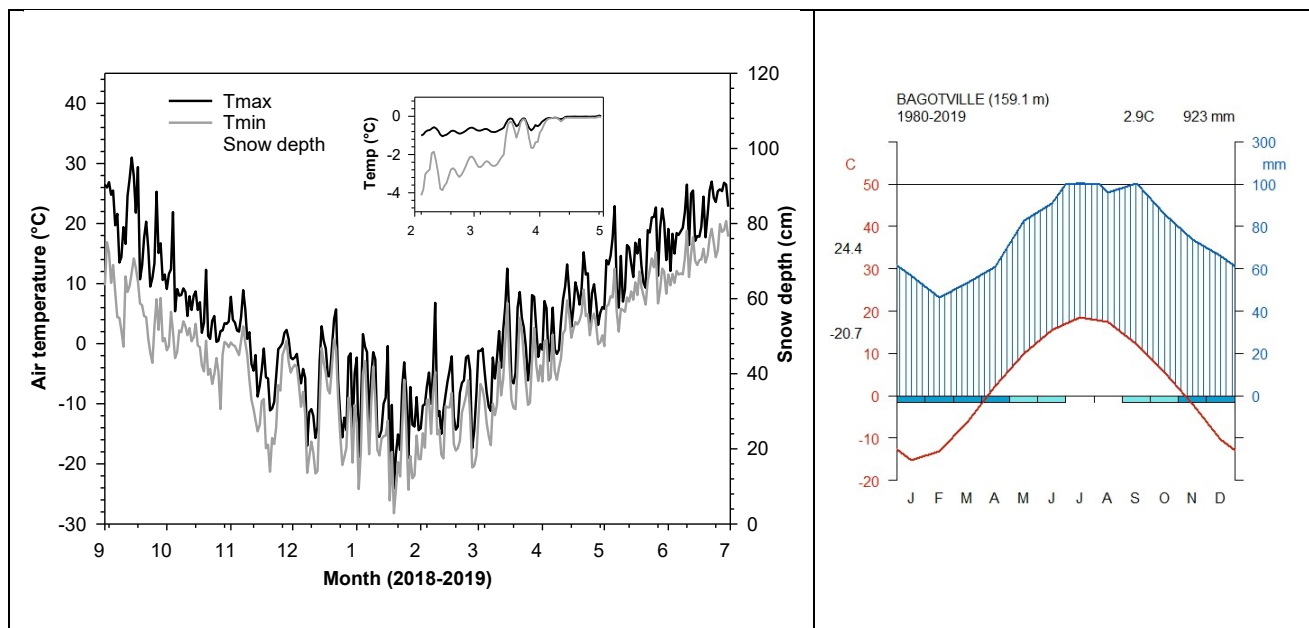 Tmax
Tmin
Snow depth
Air temperature (°C)
40
30
20
10
0
-10
-20
-30
Temp (°C)
0
-2
-4
2 3 4 5
120
100
80
60
40
20
0
Snow depth (cm)
9 10 11 12 1 2 3 4 5 6 7
Month (2018-2019)
BAGOTVILLE (159.1 m)
1980-2019 2.9C 923 mm
C
50
40
30
20
10
0
-10
-20
24.4
-20.7
300
mm
100
80
60
40
20
0
J F M A M J J A S O N D